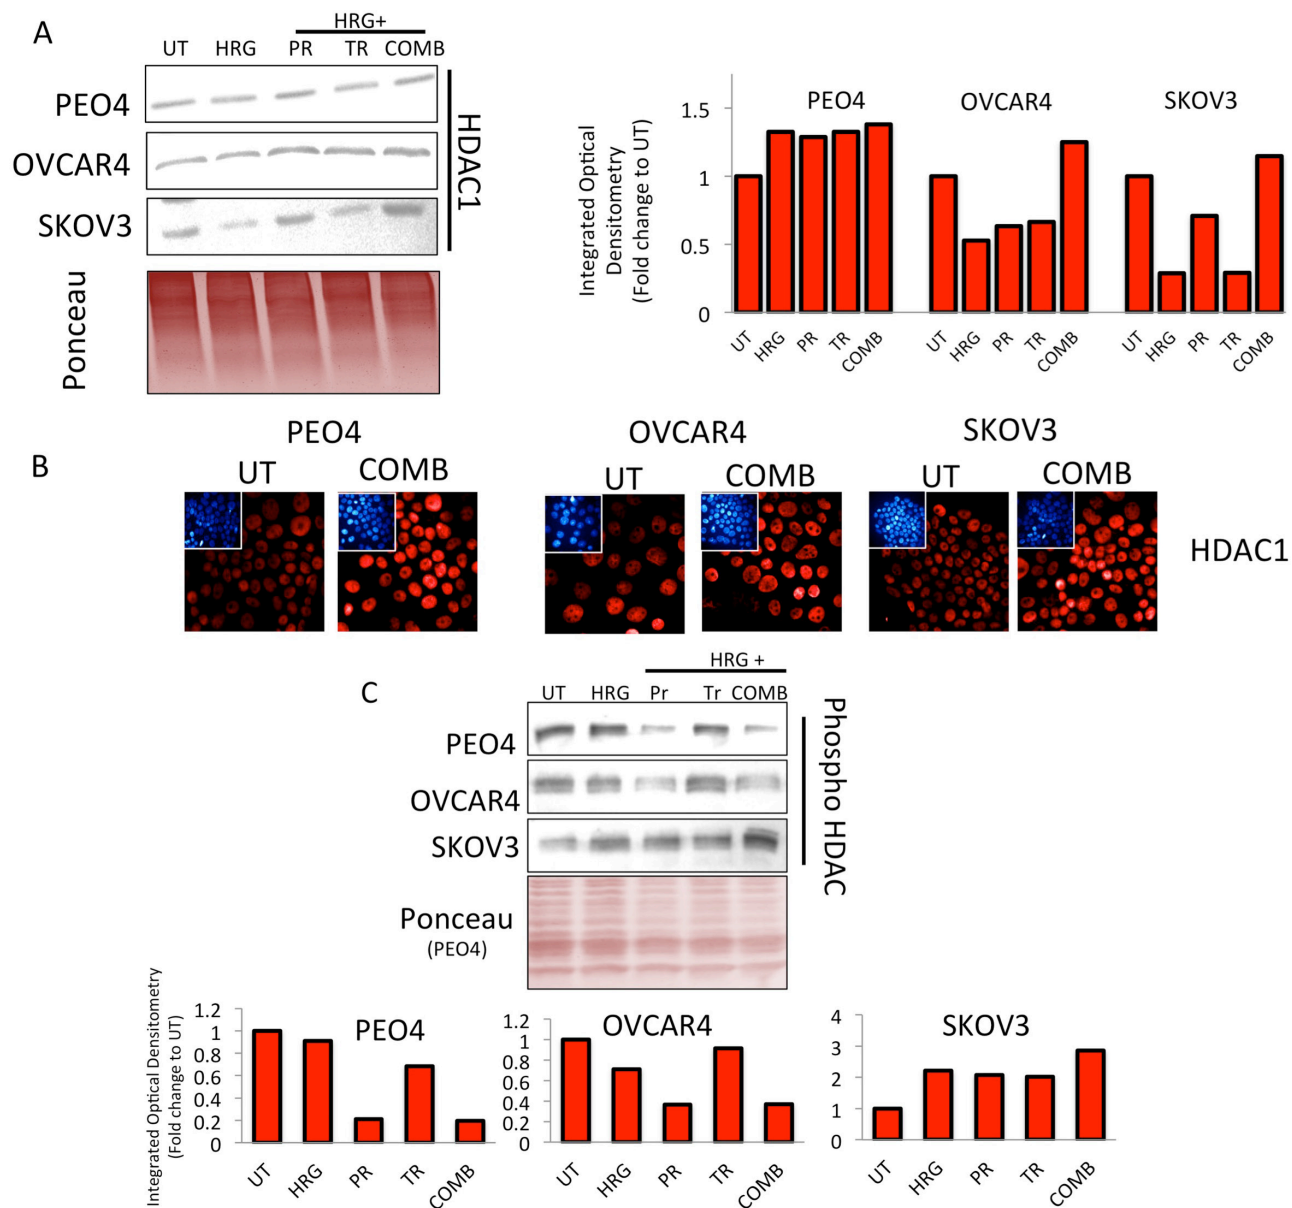 A
HRG+
UT HRG PR TR COMB
PEO4
OVCAR4
SKOV3
HDAC1
Ponceau
Integrated Optical
Densitometry
(Fold change to UT)
1.5
1
0.5
0
PEO4 OVCAR4 SKOV3
UT HRG PR TR COMB UT HRG PR TR COMB UT HRG PR TR COMB
B
PEO4 OVCAR4 SKOV3
UT COMB UT COMB UT COMB
HDAC1
C
HRG +
UT HRG Pr Tr COMB
PEO4
OVCAR4
SKOV3
Phospho HDAC
Ponceau
(PEO4)
Integrated Optical Densitometry
(Fold change to UT)
PEO4
1.2
1
0.8
0.6
0.4
0.2
0
UT HRG PR TR COMB
OVCAR4
1.2
1
0.8
0.6
0.4
0.2
0
UT HRG PR TR COMB
SKOV3
4
3
2
1
0
UT HRG PR TR COMB